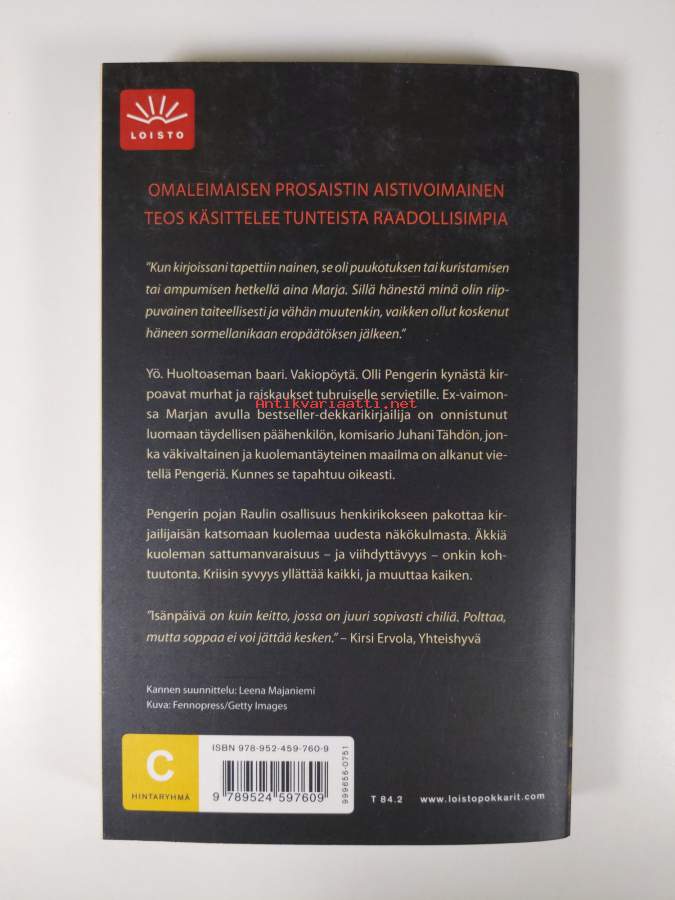 LOISTO
OMALEIMAISEN PROSAISTIN AISTIVOIMAINEN
TEOS KÄSITTELEE TUNTEISTA RAADOLLISIMPIA
"Kun kirjoissani tapettiin nainen, se oli puukotuksen tai kuristamisen
tai ampumisen hetkellä aina Marja. Sillä hänestä minä olin riip-
puvainen taiteellisesti ja vähän muutenkin, vaikken ollut koskenut
häneen sormellanikaan eropäätöksen jälkeen."
Yö. Huoltoaseman baari. Vakiopöytä. Olli Pengerin kynästä kir-
poavat murhat ja raiskaukset tuhruiselle servietille. Ex-vaimon-
Antikvariaatti.net
sa Marjan avulla bestseller-dekkarikirjailija on onnistunut
luomaan täydellisen päähenkilön, komisario Juhani Tähdön, jon-
ka väkivaltainen ja kuolemantäyteinen maailma on alkanut vie-
tellä Pengeriä. Kunnes se tapahtuu oikeasti.
Pengerin pojan Raulin osallisuus henkirikokseen pakottaa kir-
jailijaisän katsomaan kuolemaa uudesta näkökulmasta. Äkkiä
kuoleman sattumanvaraisuus – ja viihdyttävyys – onkin koh-
tuutonta. Kriisin syvyys yllättää kaikki, ja muuttaa kaiken.
"Isänpäivä on kuin keitto, jossa on juuri sopivasti chiliä. Polttaa,
mutta soppaa ei voi jättää kesken." – Kirsi Ervola, Yhteishyvä
Kannen suunnittelu: Leena Majaniemi
Kuva: Fennopress/Getty Images
C
HINTARYHMÄ
ISBN 978-952-459-760-9
9 789524 597609
999656-0751
T 84.2 www.loistopokkarit.com